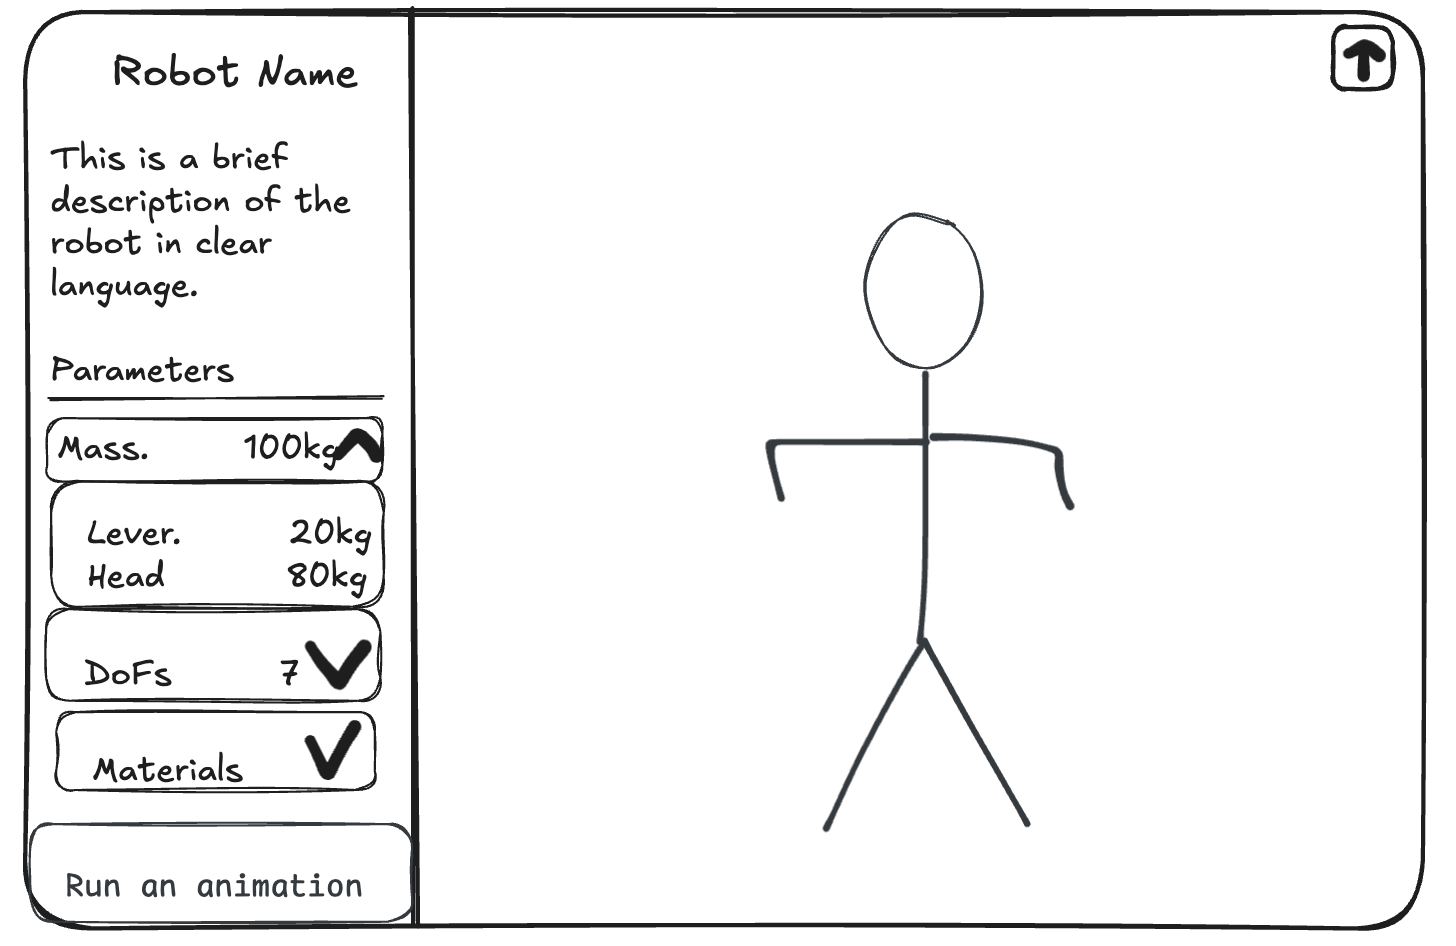 Robot Name
This is a brief
description of the
robot in clear
language.
Parameters
Mass. 100kg
Lever. 20kg
Head 80kg
DoFs 7
Materials
Run an animation